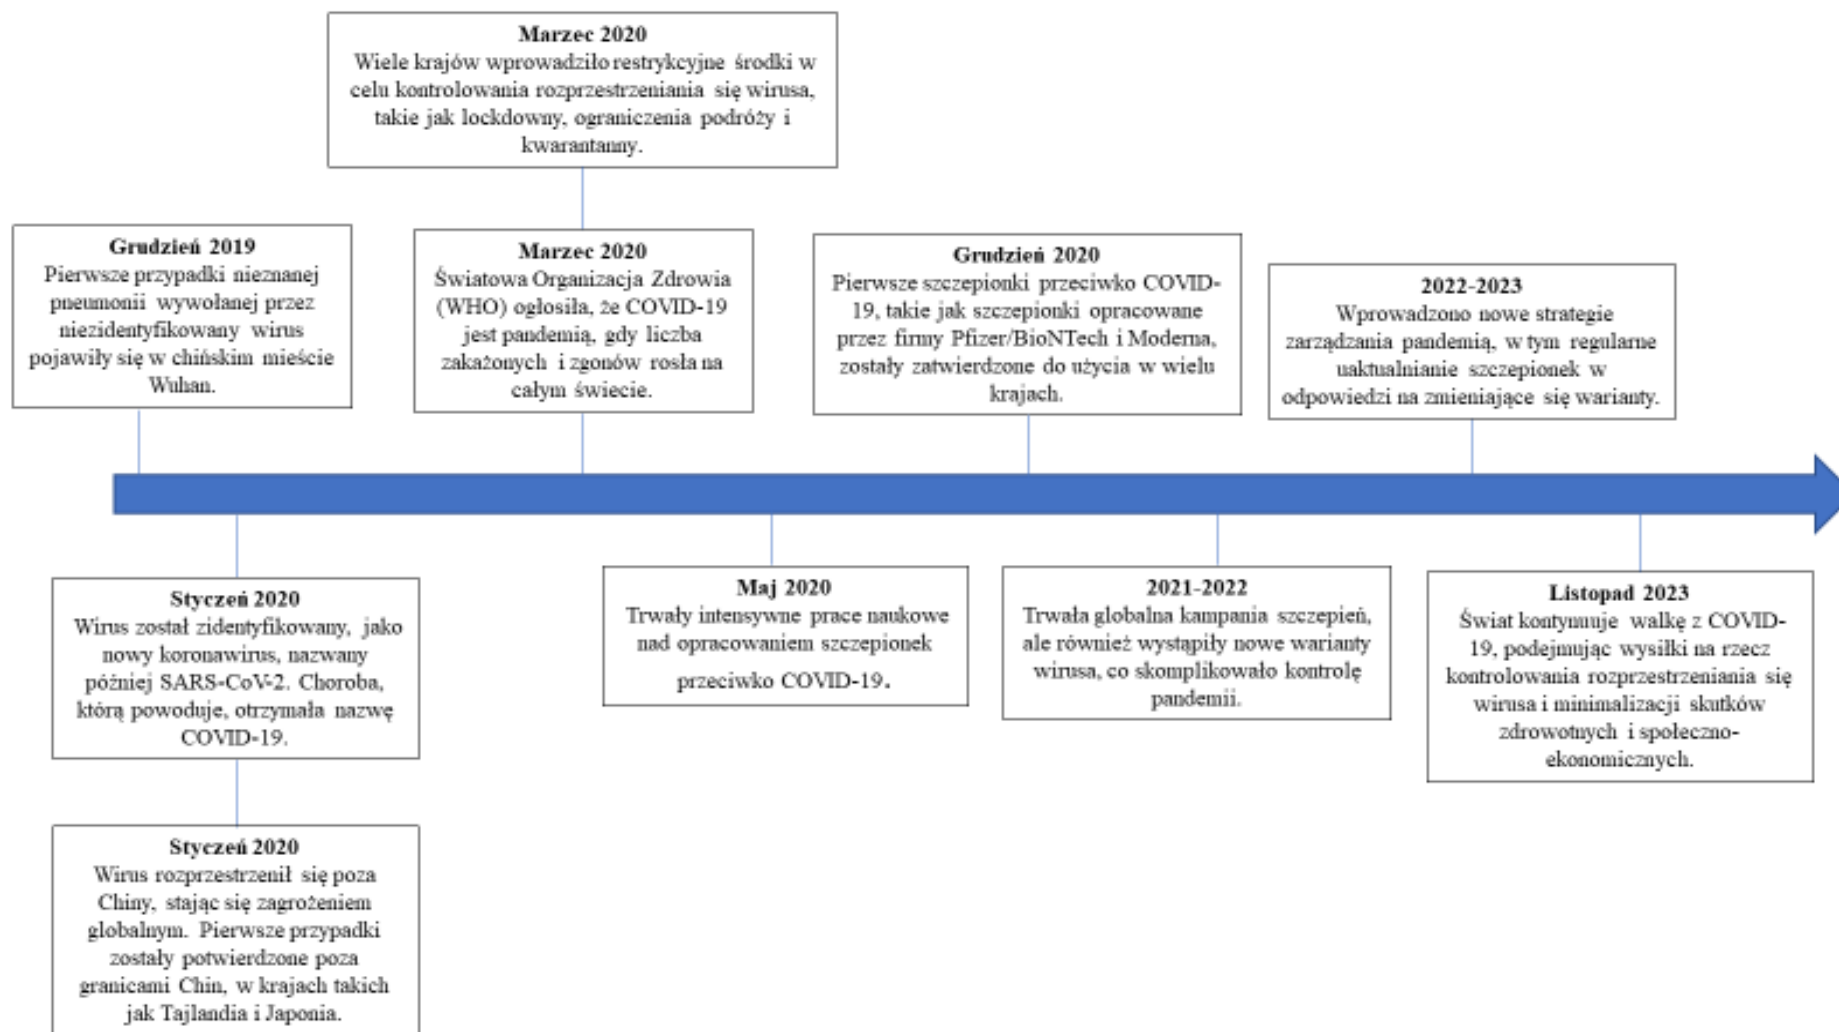 Marzec 2020
Wiele krajów wprowadziło restrykcyjne środki w
celu kontrolowania rozprzestrzeniania się wirusa,
takie jak lockdowny, ograniczenia podróży i
kwarantanny.
Grudzień 2019
Pierwsze przypadki nieznanej
pneumonii wywołanej przez
niezidentyfikowany wirus
pojawiły się w chińskim mieście
Wuhan.
Marzec 2020
Światowa Organizacja Zdrowia
(WHO) ogłosiła, że COVID-19
jest pandemią, gdy liczba
zakażonych i zgonów rosła na
całym świecie.
Grudzień 2020
Pierwsze szczepionki przeciwko COVID-
19, takie jak szczepionki opracowane
przez firmy Pfizer/BioNTech i Moderna,
zostały zatwierdzone do użycia w wielu
krajach.
2022-2023
Wprowadzono nowe strategie
zarządzania pandemią, w tym regularne
uaktualnianie szczepionek w
odpowiedzi na zmieniające się warianty.
Styczeń 2020
Wirus został zidentyfikowany, jako
nowy koronawirus, nazwany
później SARS-CoV-2. Choroba,
którą powoduje, otrzymała nazwę
COVID-19.
Maj 2020
Trwały intensywne prace naukowe
nad opracowaniem szczepionek
przeciwko COVID-19.
2021-2022
Trwała globalna kampania szczepień,
ale również wystąpiły nowe warianty
wirusa, co skomplikowało kontrolę
pandemii.
Listopad 2023
Świat kontynuuje walkę z COVID-
19, podejmując wysiłki na rzecz
kontrolowania rozprzestrzeniania się
wirusa i minimalizacji skutków
zdrowotnych i społeczno-
ekonomicznych.
Styczeń 2020
Wirus rozprzestrzenił się poza
Chiny, stając się zagrożeniem
globalnym. Pierwsze przypadki
zostały potwierdzone poza
granicami Chin, w krajach takich
jak Tajlandia i Japonia.